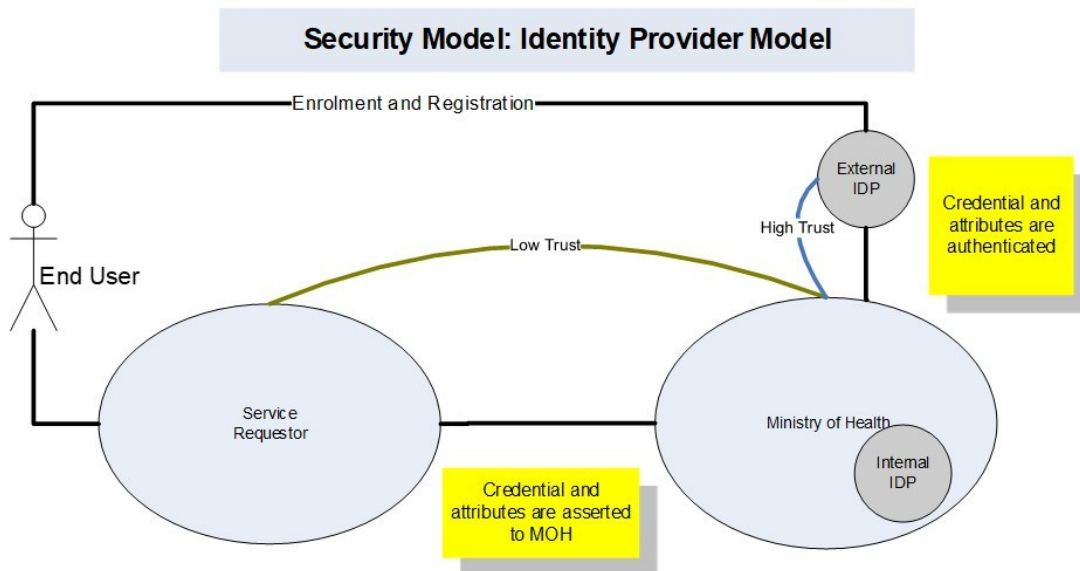 Security Model: Identity Provider Model
Enrolment and Registration
External
IDP
Credential and
attributes are
authenticated
High Trust
Low Trust
End User
Service
Requestor
Ministry of Health
Internal
IDP
Credential and
attributes are asserted
to MOH